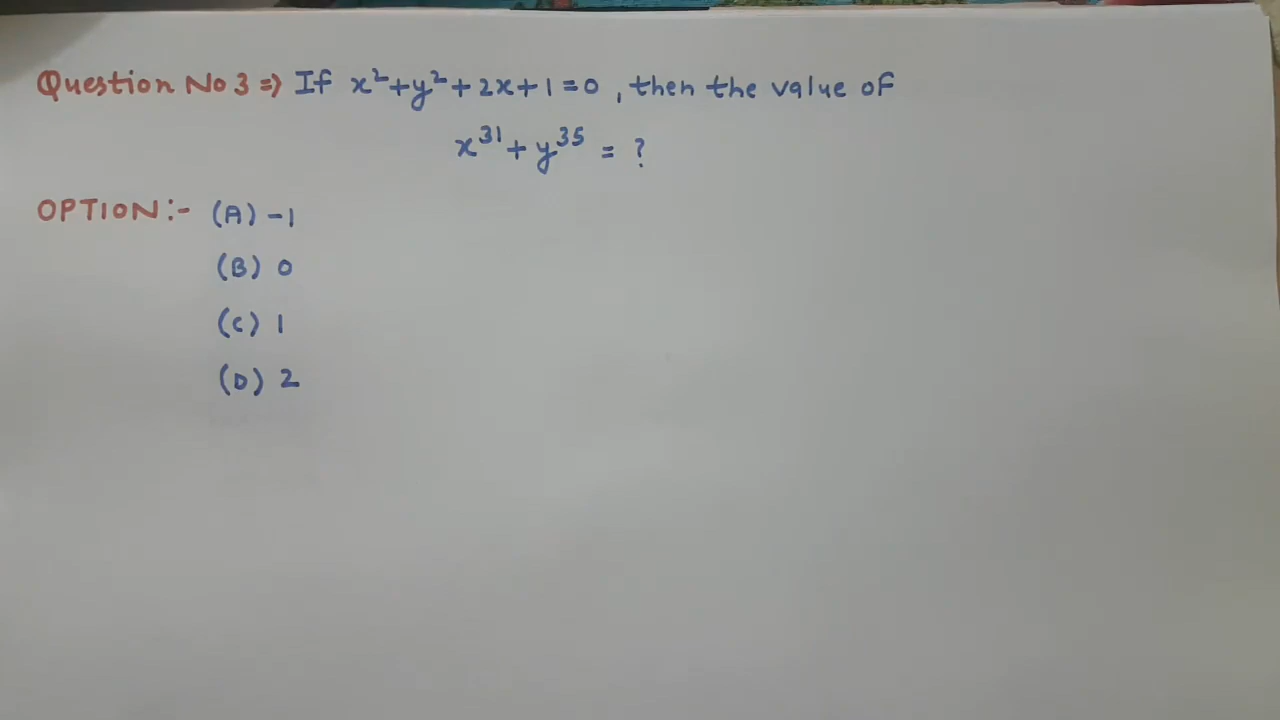 Question No 3 => If x²+y²+2x+1=0, then the value of
x³¹+y³⁵ = ?
OPTION:- (A) -1
(B) 0
(C) 1
(D) 2